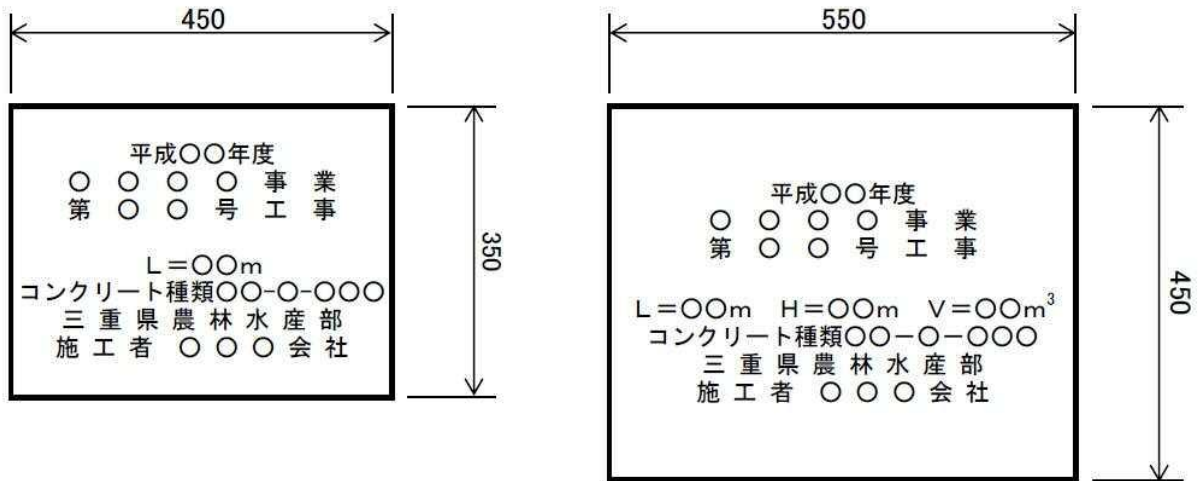 450
平成〇〇年度
〇 〇 〇 〇 事 業
第 〇 〇 号 工 事
L=〇〇m
コンクリート種類〇〇-〇-〇〇〇
三 重 県 農 林 水 産 部
施 工 者 〇 〇 〇 会 社
350
550
平成〇〇年度
〇 〇 〇 〇 事 業
第 〇 〇 号 工 事
L=〇〇m H=〇〇m V=〇〇m³
コンクリート種類〇〇-〇-〇〇〇
三 重 県 農 林 水 産 部
施 工 者 〇 〇 〇 会 社
450